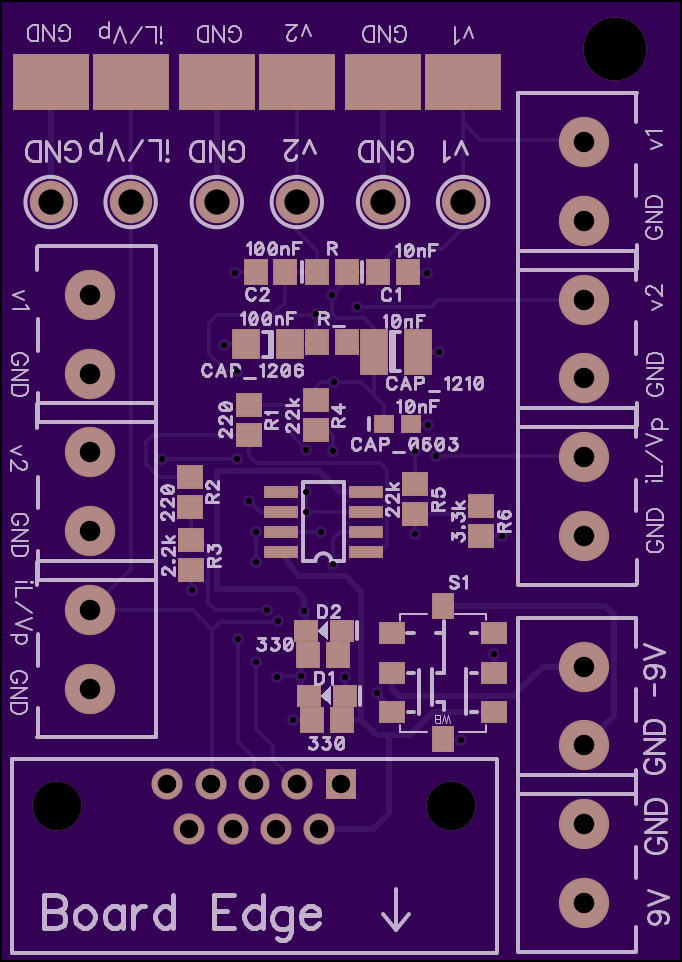 GND iL/Vp GND v2 GND v1
GND iL/Vp GND v2 GND v1
v1
GND
100nF R 10nF
C2 C1
v1
v2
100nF R_ 10nF
GND
CAP_1206 CAP_1210
GND
220 R1 22k R4 10nF
CAP_0603
v2
iL/Vp
220 R2
22k R5
3.3k R6
GND
GND
2.2k R3
iL/Vp
S1
D2
330
GND
-9V
D1
330
WB
GND
GND
9V
Board Edge ↓